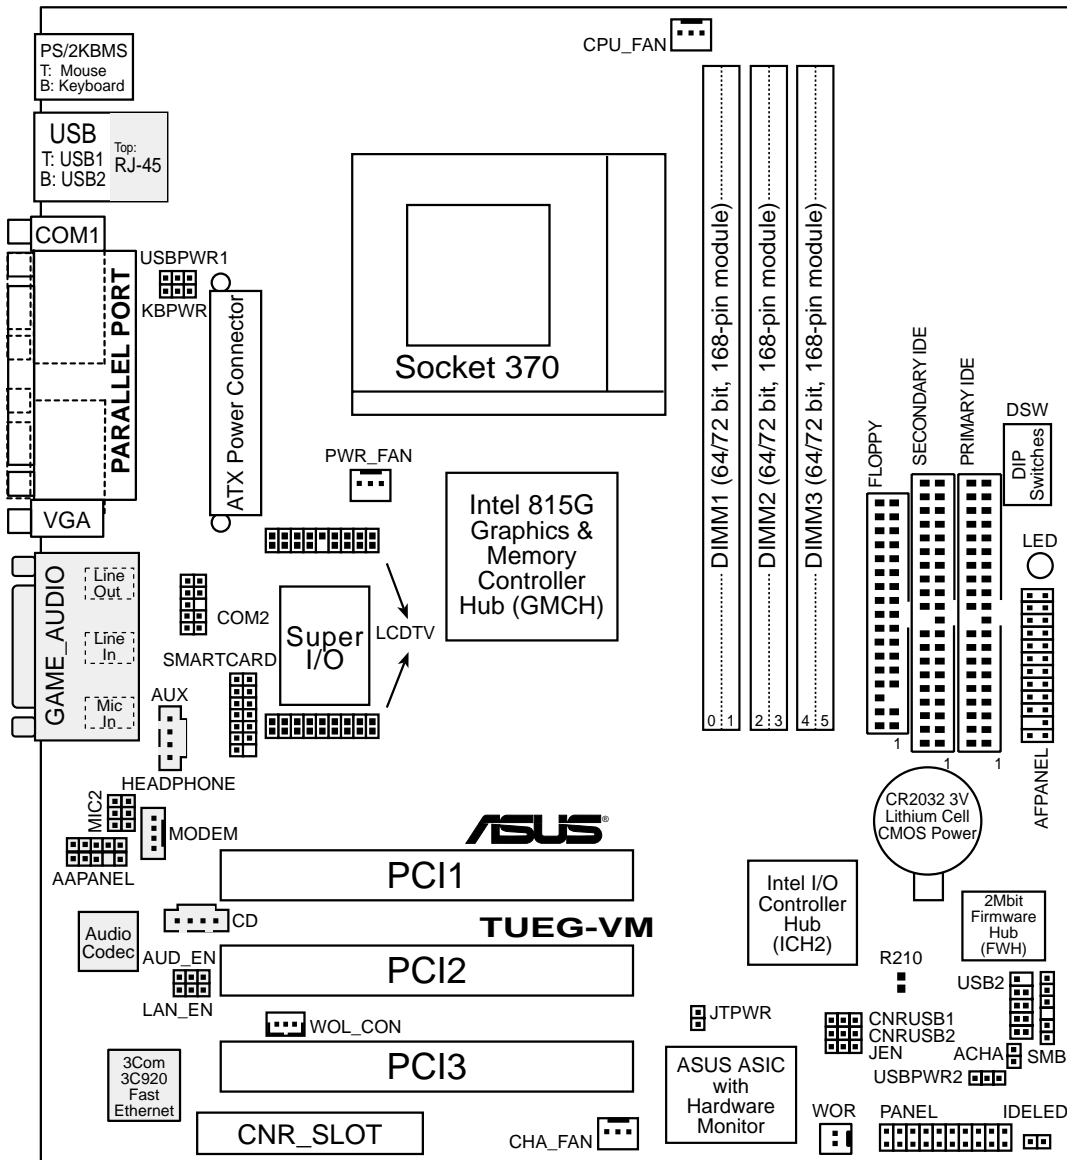 CPU_FAN
PS/2KBMS
T: Mouse
B: Keyboard
USB
T: USB1
B: USB2
Top:
RJ-45
COM1
PARALLEL PORT
USBPWR1
KBPWR
ATX Power Connector
VGA
Socket 370
PWR_FAN
DIMM1 (64/72 bit, 168-pin module)
DIMM2 (64/72 bit, 168-pin module)
DIMM3 (64/72 bit, 168-pin module)
0 1
2 3
4 5
FLOPPY
SECONDARY IDE
PRIMARY IDE
1
1
1
DSW
DIP
Switches
LED
AFPANEL
Intel 815G
Graphics &
Memory
Controller
Hub (GMCH)
GAME_AUDIO
Line
Out
Line
In
Mic
In
COM2
Super
I/O
LCDTV
SMARTCARD
AUX
HEADPHONE
MIC2
MODEM
AAPANEL
CR2032 3V
Lithium Cell
CMOS Power
ASUS®
PCI1
CD
TUEG-VM
Audio
Codec
AUD_EN
LAN_EN
PCI2
Intel I/O
Controller
Hub
(ICH2)
2Mbit
Firmware
Hub
(FWH)
R210
USB2
WOL_CON
JTPWR
CNRUSB1
CNRUSB2
JEN
ACHA
SMB
USBPWR2
3Com
3C920
Fast
Ethernet
PCI3
ASUS ASIC
with
Hardware
Monitor
CNR_SLOT
CHA_FAN
WOR
PANEL
IDELED